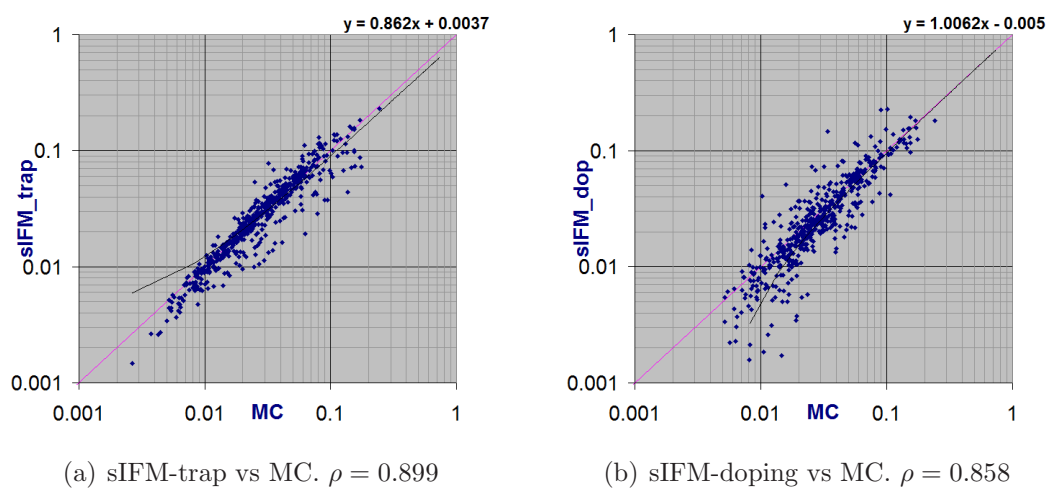 y = 0.862x + 0.0037
1
0.1
0.01
0.001
sIFM_trap
0.001
0.01
0.1
1
MC
(a) sIFM-trap vs MC. ρ = 0.899
y = 1.0062x - 0.005
1
0.1
0.01
0.001
sIFM_dop
0.001
0.01
0.1
1
MC
(b) sIFM-doping vs MC. ρ = 0.858